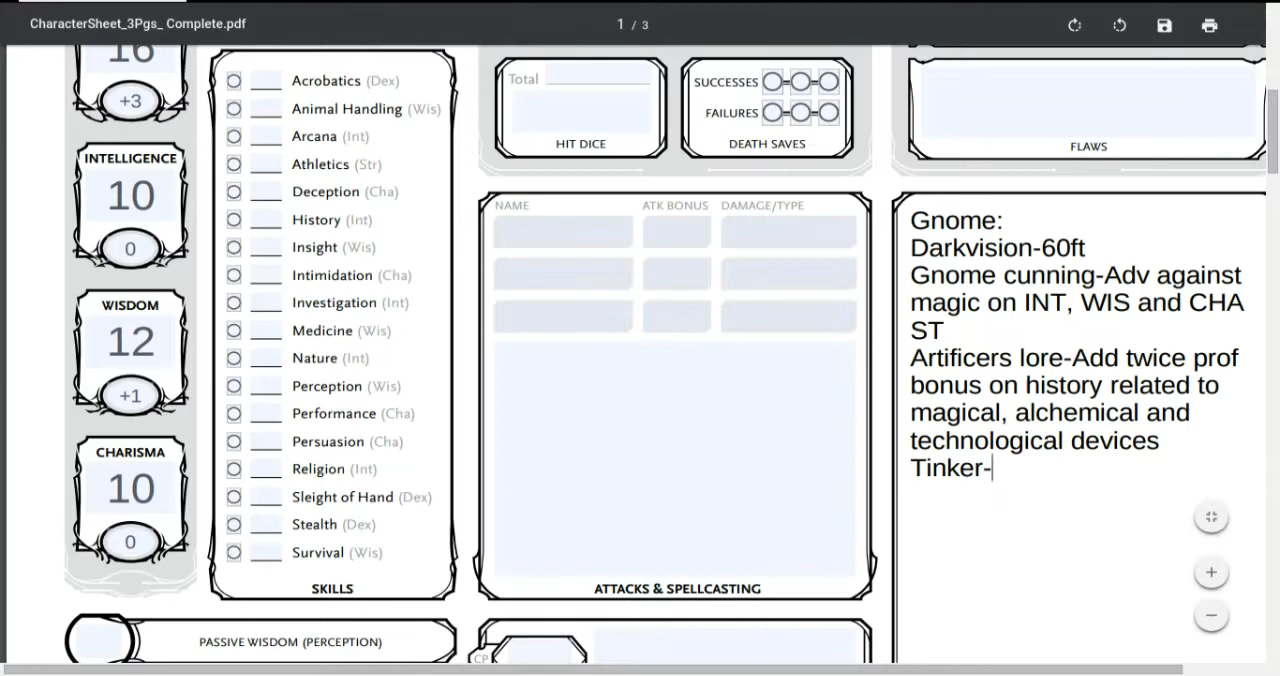 CharacterSheet_3Pgs_ Complete.pdf
1 / 3
16
+3
INTELLIGENCE
10
0
WISDOM
12
+1
CHARISMA
10
0
Acrobatics (Dex)
Animal Handling (Wis)
Arcana (Int)
Athletics (Str)
Deception (Cha)
History (Int)
Insight (Wis)
Intimidation (Cha)
Investigation (Int)
Medicine (Wis)
Nature (Int)
Perception (Wis)
Performance (Cha)
Persuasion (Cha)
Religion (Int)
Sleight of Hand (Dex)
Stealth (Dex)
Survival (Wis)
SKILLS
PASSIVE WISDOM (PERCEPTION)
Total
HIT DICE
SUCCESSES
FAILURES
DEATH SAVES
NAME ATK BONUS DAMAGE/TYPE
ATTACKS & SPELLCASTING
CP
FLAWS
Gnome:
Darkvision-60ft
Gnome cunning-Adv against
magic on INT, WIS and CHA
ST
Artificers lore-Add twice prof
bonus on history related to
magical, alchemical and
technological devices
Tinker-